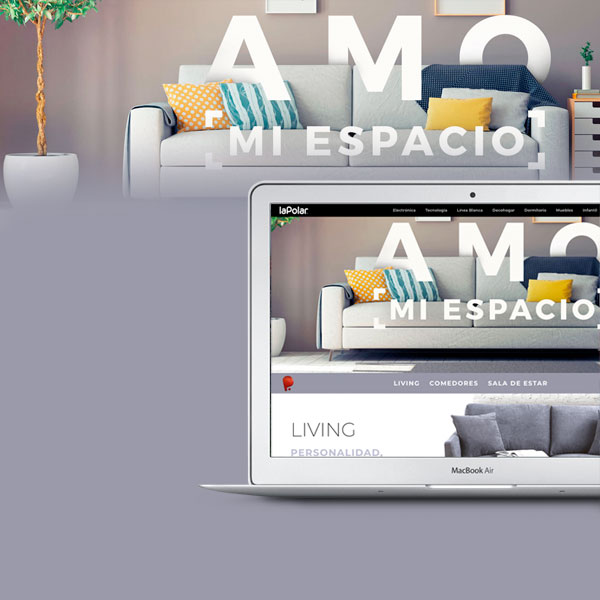 AMO
MI ESPACIO
laPolar Electrónica Tecnología Línea Blanca Decohogar Dormitorio Muebles Infantil
AMO
MI ESPACIO
LIVING COMEDORES SALA DE ESTAR
LIVING
PERSONALIDAD,
MacBook Air